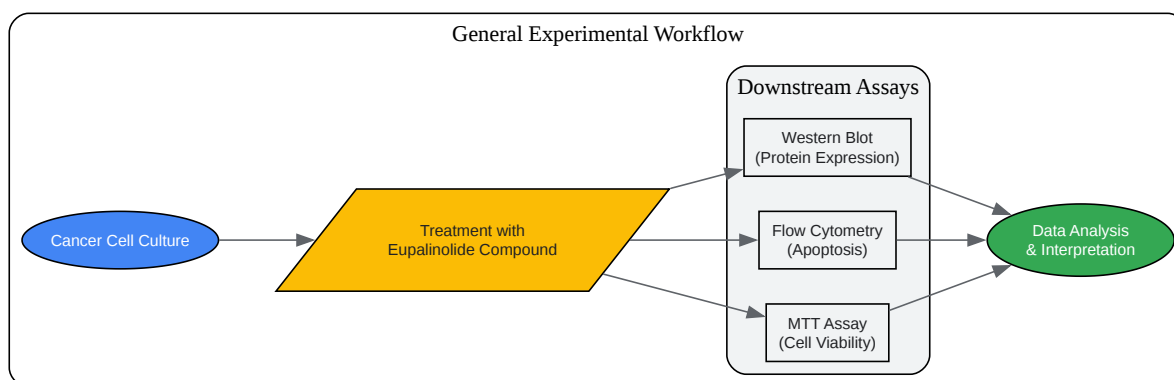 General Experimental Workflow
Downstream Assays
Western Blot
(Protein Expression)
Cancer Cell Culture
Treatment with
Eupalinolide Compound
Flow Cytometry
(Apoptosis)
Data Analysis
& Interpretation
MTT Assay
(Cell Viability)